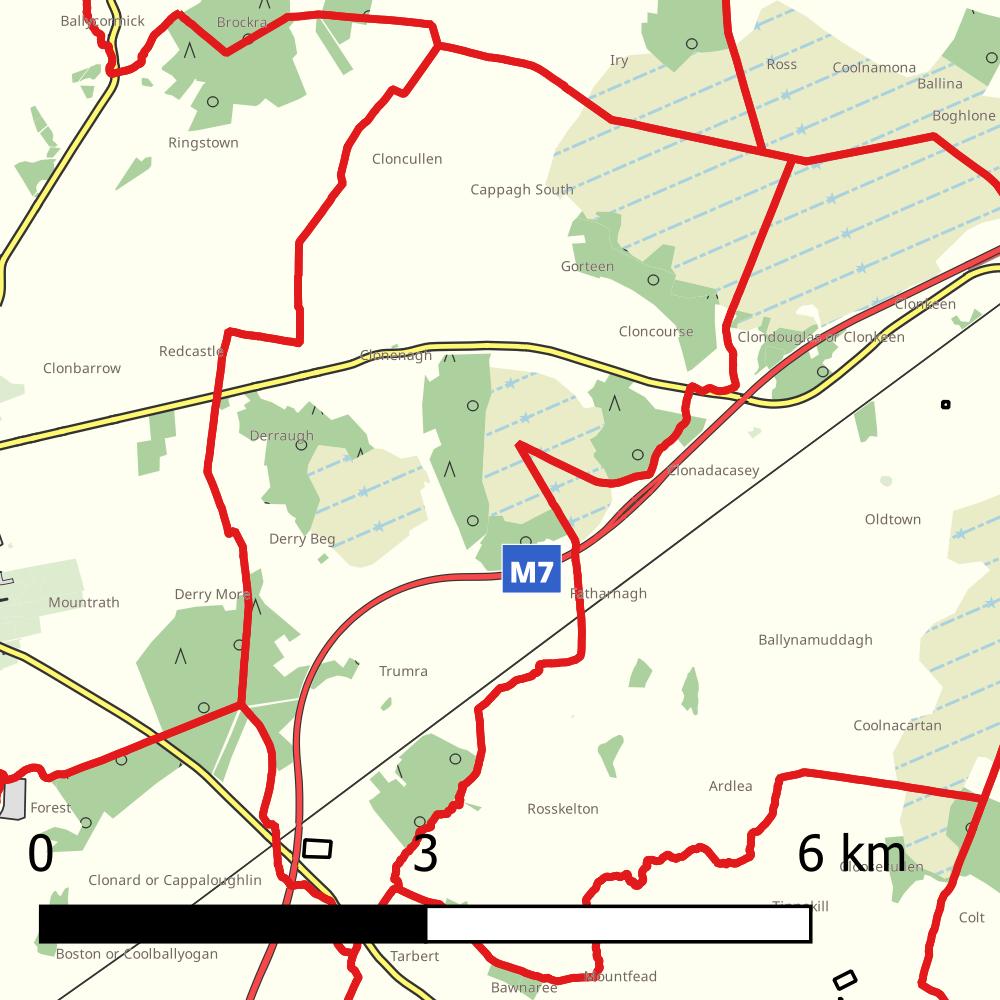 Ballycormick
Brockra
Iry
Ross
Coolnamona
Ballina
Boghlone
Ringstown
Cloncullen
Cappagh South
Gorteen
Clonkeen
Cloncourse
Clondouglas or Clonkeen
Redcastle
Clonenagh
Clonbarrow
Derraugh
Clonadacasey
Oldtown
Derry Beg
M7
Derry More
Mountrath
Fatharnagh
Ballynamuddagh
Trumra
Coolnacartan
Ardlea
Forest
Rosskelton
0 3 6 km
Clonard or Cappaloughlin
Colt
Boston or Coolballyogan
Tarbert
Bawnaree
Mountfead